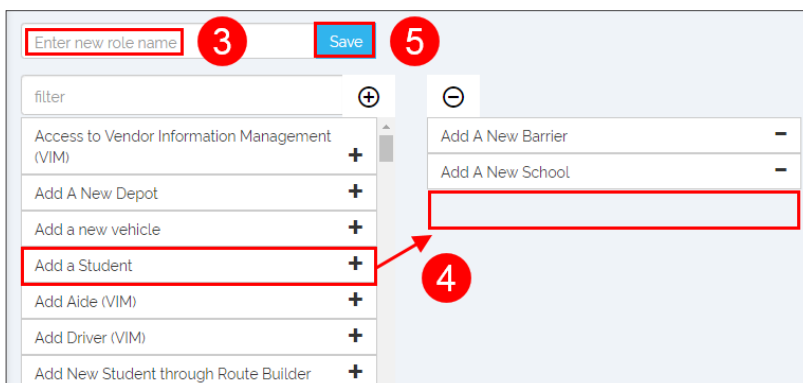 Enter new role name 3 Save 5
filter
Access to Vendor Information Management
(VIM)
Add A New Depot
Add a new vehicle
Add a Student
Add Aide (VIM)
Add Driver (VIM)
Add New Student through Route Builder
Add A New Barrier
Add A New School
4